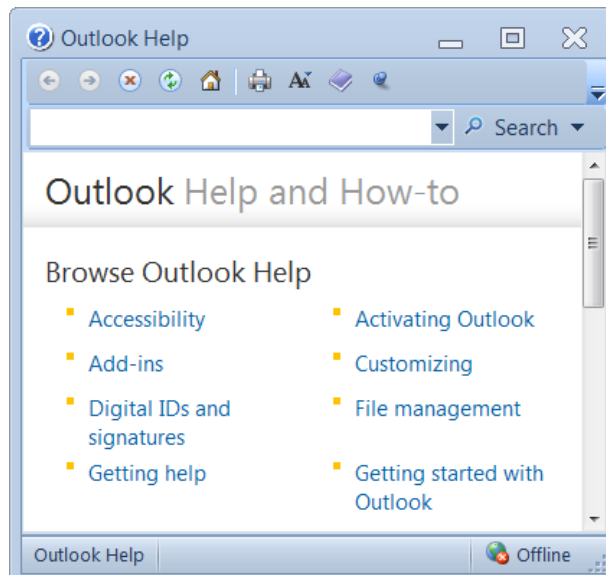 Outlook Help
Search
Outlook Help and How-to
Browse Outlook Help
Accessibility
Activating Outlook
Add-ins
Customizing
Digital IDs and
signatures
File management
Getting help
Getting started with
Outlook
Outlook Help
Offline